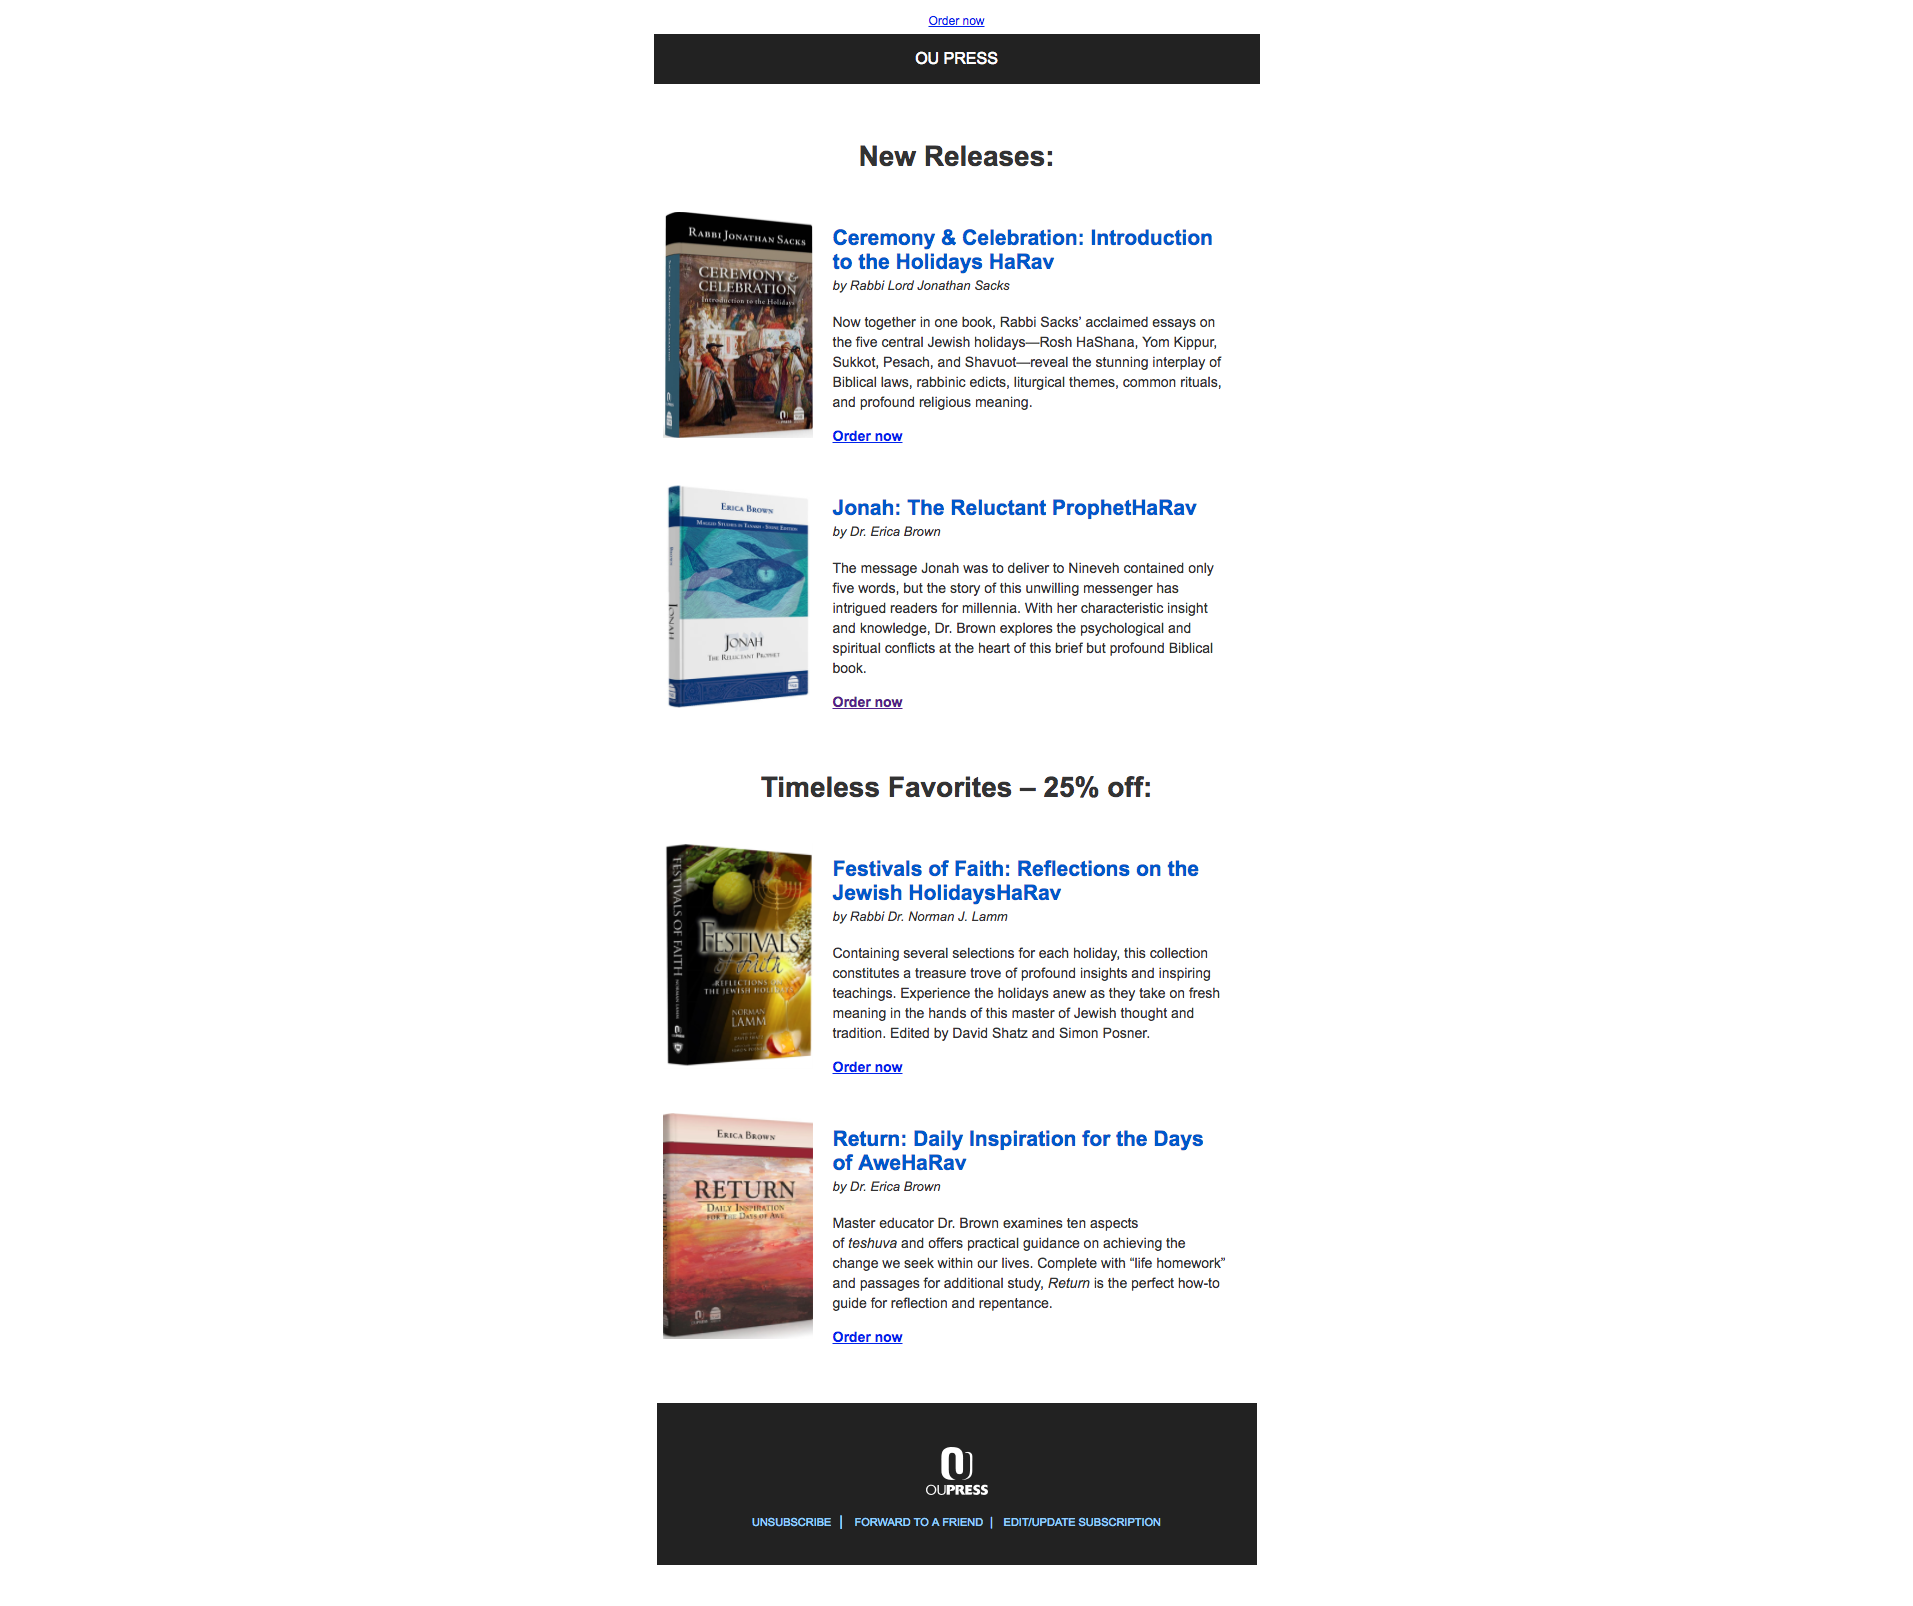 Order now
OU PRESS
New Releases:
RABBI JONATHAN SACKS
CEREMONY &
CELEBRATION
Introduction to the Holidays
Ceremony & Celebration: Introduction
to the Holidays HaRav
by Rabbi Lord Jonathan Sacks
Now together in one book, Rabbi Sacks’ acclaimed essays on
the five central Jewish holidays—Rosh HaShana, Yom Kippur,
Sukkot, Pesach, and Shavuot—reveal the stunning interplay of
Biblical laws, rabbinic edicts, liturgical themes, common rituals,
and profound religious meaning.
Order now
ERICA BROWN
JONAH
JONAH
THE RELUCTANT PROPHET
Jonah: The Reluctant ProphetHaRav
by Dr. Erica Brown
The message Jonah was to deliver to Nineveh contained only
five words, but the story of this unwilling messenger has
intrigued readers for millennia. With her characteristic insight
and knowledge, Dr. Brown explores the psychological and
spiritual conflicts at the heart of this brief but profound Biblical
book.
Order now
Timeless Favorites – 25% off:
FESTIVALS OF FAITH
NORMAN LAMM
FESTIVALS
of Faith
REFLECTIONS ON
THE JEWISH HOLIDAYS
NORMAN
LAMM
Festivals of Faith: Reflections on the
Jewish HolidaysHaRav
by Rabbi Dr. Norman J. Lamm
Containing several selections for each holiday, this collection
constitutes a treasure trove of profound insights and inspiring
teachings. Experience the holidays anew as they take on fresh
meaning in the hands of this master of Jewish thought and
tradition. Edited by David Shatz and Simon Posner.
Order now
ERICA BROWN
RETURN
DAILY INSPIRATION
FOR THE DAYS OF AWE
Return: Daily Inspiration for the Days
of AweHaRav
by Dr. Erica Brown
Master educator Dr. Brown examines ten aspects
of teshuva and offers practical guidance on achieving the
change we seek within our lives. Complete with “life homework”
and passages for additional study, Return is the perfect how-to
guide for reflection and repentance.
Order now
OUPRESS
UNSUBSCRIBE | FORWARD TO A FRIEND | EDIT/UPDATE SUBSCRIPTION